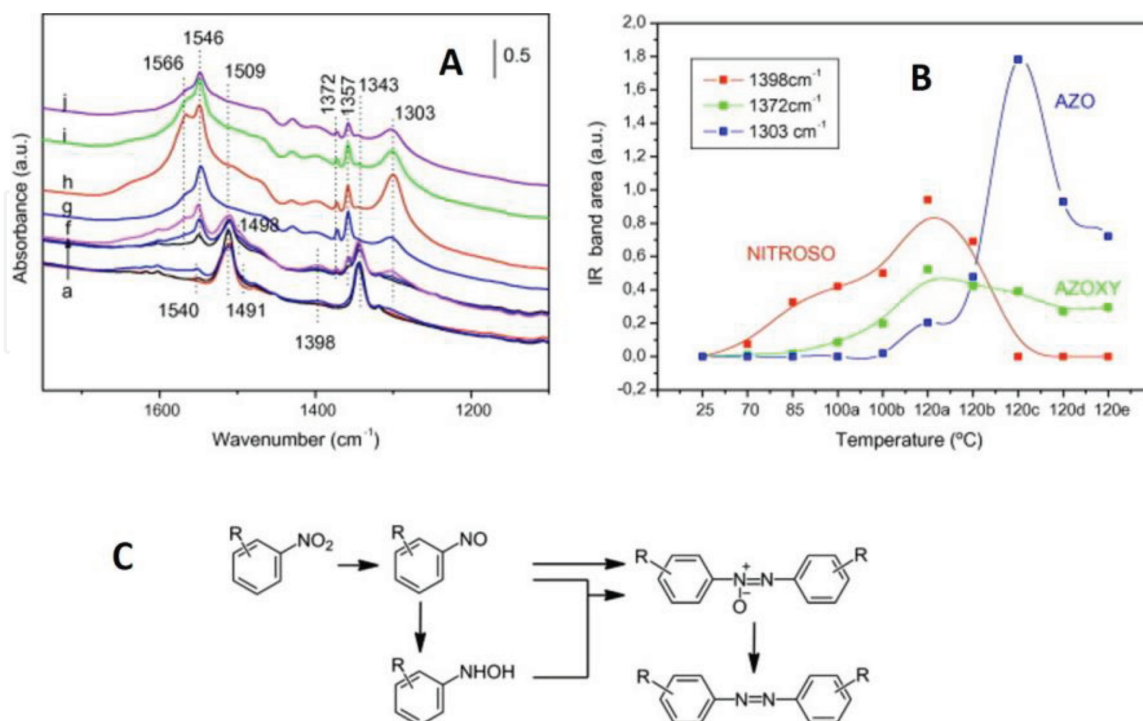 A
0.5
1566
1546
1509
1372
1357
1343
1303
j
i
h
g
f
a
1493
1540
1491
1398
Absorbance (a.u.)
1600
1400
1200
Wavenumber (cm-1)
B
2,0
1,8
1,6
1,4
1,2
1,0
0,8
0,6
0,4
0,2
0,0
-0,2
IR band area (a.u.)
1398cm-1
1372cm-1
1303 cm-1
AZO
NITROSO
AZOXY
25 70 85 100a 100b 120a 120b 120c 120d 120e
Temperature (ºC)
C
R
NO2
R
NO
R
NHOH
R
N+=N
O−
R
R
N=N
R